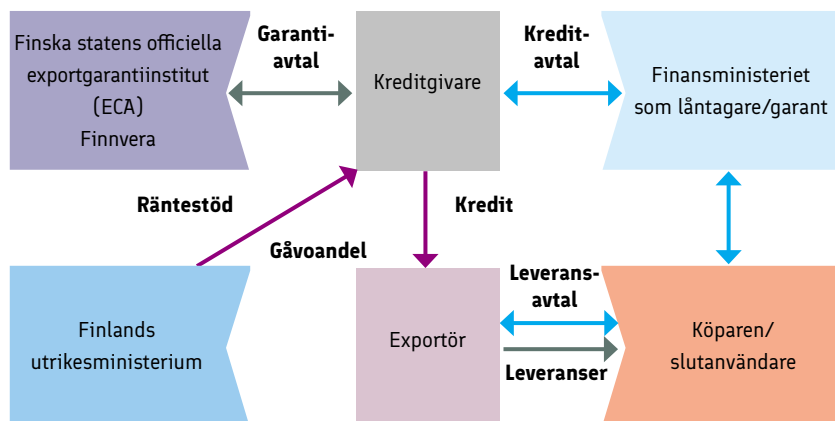 Finska statens officiella
exportgarantiinstitut
(ECA)
Finnvera
Garanti-
avtal
Kreditgivare
Kredit-
avtal
Finansministeriet
som låntagare/garant
Räntestöd
Gåvoandel
Kredit
Finlands
utrikesministerium
Exportör
Leverans-
avtal
Leveranser
Köparen/
slutanvändare